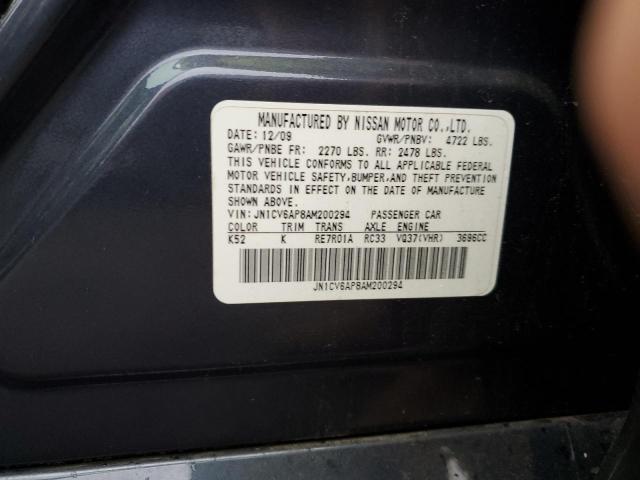 MANUFACTURED BY NISSAN MOTOR CO.,LTD.
DATE: 12/09 GVWR/PNBV: 4722 LBS.
GAWR/PNBE FR: 2270 LBS. RR: 2478 LBS.
THIS VEHICLE CONFORMS TO ALL APPLICABLE FEDERAL
MOTOR VEHICLE SAFETY,BUMPER,AND THEFT PREVENTION
STANDARDS IN EFFECT ON THE DATE OF MANUFACTURE
SHOWN ABOVE.
VIN: JN1CV6AP8AM200294 PASSENGER CAR
COLOR TRIM TRANS AXLE ENGINE
K52 K RE7R01A RC33 VQ37(VHR) 3696CC
JN1CV6AP8AM200294